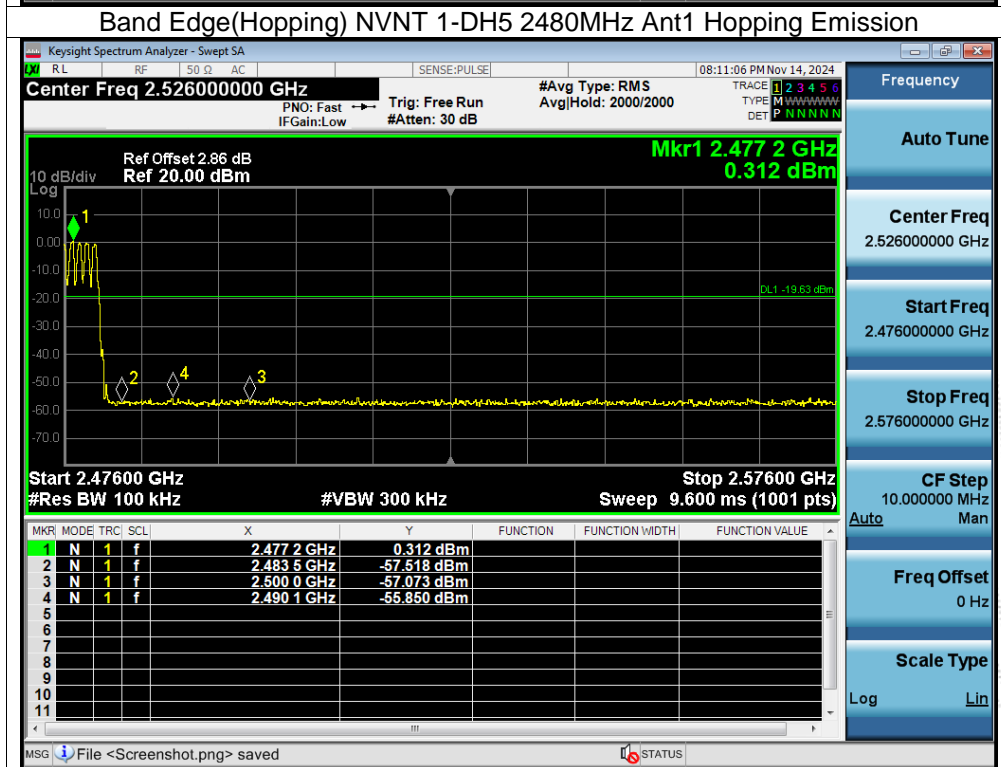 Band Edge(Hopping) NVNT 1-DH5 2480MHz Ant1 Hopping Emission
Keysight Spectrum Analyzer - Swept SA
LXI RL RF 50 Ω AC SENSE:PULSE 08:11:06 PM Nov 14, 2024
Center Freq 2.526000000 GHz #Avg Type: RMS TRACE 1 2 3 4 5 6
PNO: Fast Trig: Free Run Avg|Hold: 2000/2000 TYPE M WWWWW
IFGain:Low #Atten: 30 dB DET P N N N N N
Ref Offset 2.86 dB Mkr1 2.477 2 GHz
10 dB/div Ref 20.00 dBm 0.312 dBm
Log
10.0
1
0.00
-10.0
-20.0
DL1 -19.63 dBm
-30.0
-40.0
-50.0
2 4 3
-60.0
-70.0
Start 2.47600 GHz Stop 2.57600 GHz
#Res BW 100 kHz #VBW 300 kHz Sweep 9.600 ms (1001 pts)
MKR MODE TRC SCL X Y FUNCTION FUNCTION WIDTH FUNCTION VALUE
1 N 1 f 2.477 2 GHz 0.312 dBm
2 N 1 f 2.483 5 GHz -57.518 dBm
3 N 1 f 2.500 0 GHz -57.073 dBm
4 N 1 f 2.490 1 GHz -55.850 dBm
5
6
7
8
9
10
11
MSG File <Screenshot.png> saved STATUS
Frequency
Auto Tune
Center Freq
2.526000000 GHz
Start Freq
2.476000000 GHz
Stop Freq
2.576000000 GHz
CF Step
10.000000 MHz
Auto Man
Freq Offset
0 Hz
Scale Type
Log Lin